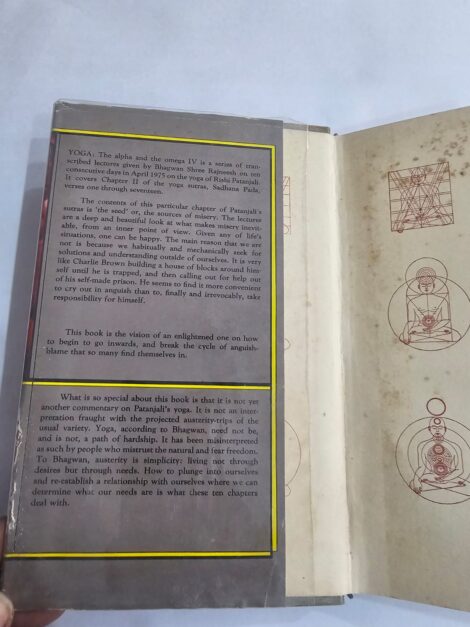 YOGA: The alpha and the omega IV is a series of tran-
scribed lectures given by Bhagwan Shree Rajneesh on ten
consecutive days in April 1975 on the yoga of Rishi Patanjali.
It covers Chapter II of the yoga sutras, Sadhana Pada,
verses one through seventeen.
The contents of this particular chapter of Patanjali's
sutras is 'the seed' or, the sources of misery. The lectures
are a deep and beautiful look at what makes misery inevit-
able, from an inner point of view. Given any of life's
situations, one can be happy. The main reason that we are
not is because we habitually and mechanically seek for
solutions and understanding outside of ourselves. It is very
like Charlie Brown building a house of blocks around him-
self until he is trapped, and then calling out for help out
of his self-made prison. He seems to find it more convenient
to cry out in anguish than to, finally and irrevocably, take
responsibility for himself.
This book is the vision of an enlightened one on how
to begin to go inwards, and break the cycle of anguish-
blame that so many find themselves in.
What is so special about this book is that it is not yet
another commentary on Patanjali's yoga. It is not an inter-
pretation fraught with the projected austerity-trips of the
usual variety. Yoga, according to Bhagwan, need not be,
and is not, a path of hardship. It has been misinterpreted
as such by people who mistrust the natural and fear freedom.
To Bhagwan, austerity is simplicity: living not through
desires but through needs. How to plunge into ourselves
and re-establish a relationship with ourselves where we can
determine what our needs are is what these ten chapters
deal with.